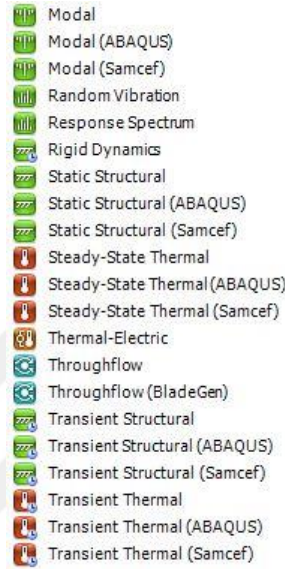 Modal
Modal (ABAQUS)
Modal (Samcef)
Random Vibration
Response Spectrum
Rigid Dynamics
Static Structural
Static Structural (ABAQUS)
Static Structural (Samcef)
Steady-State Thermal
Steady-State Thermal (ABAQUS)
Steady-State Thermal (Samcef)
Thermal-Electric
Throughflow
Throughflow (BladeGen)
Transient Structural
Transient Structural (ABAQUS)
Transient Structural (Samcef)
Transient Thermal
Transient Thermal (ABAQUS)
Transient Thermal (Samcef)